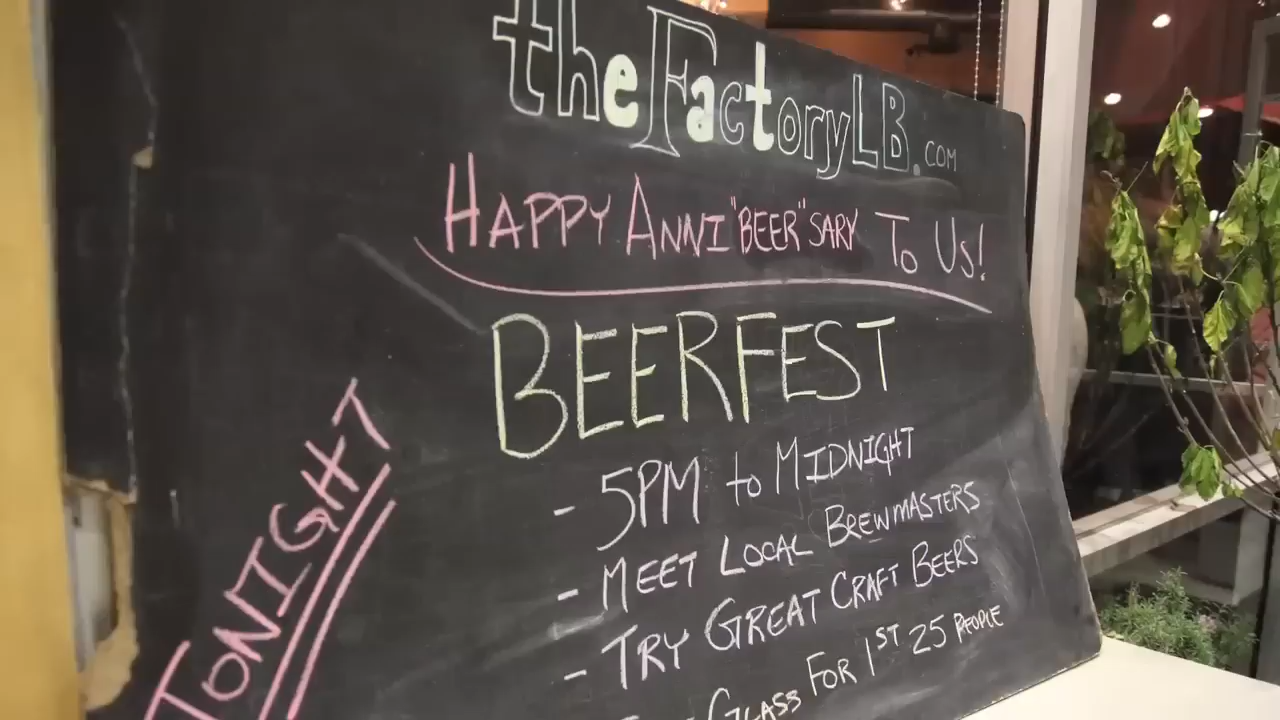 theFactoryLB.COM
HAPPY ANNI"BEER"SARY TO US!
BEERFEST
- 5PM to MIDNIGHT
- MEET LOCAL BREWMASTERS
- TRY GREAT CRAFT BEERS
GLASS FOR 1ST 25 PEOPLE
TONIGHT